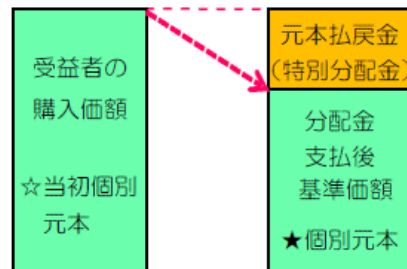 受益者の
購入価額
☆当初個別
元本
元本払戻金
(特別分配金)
分配金
支払後
基準価額
★個別元本